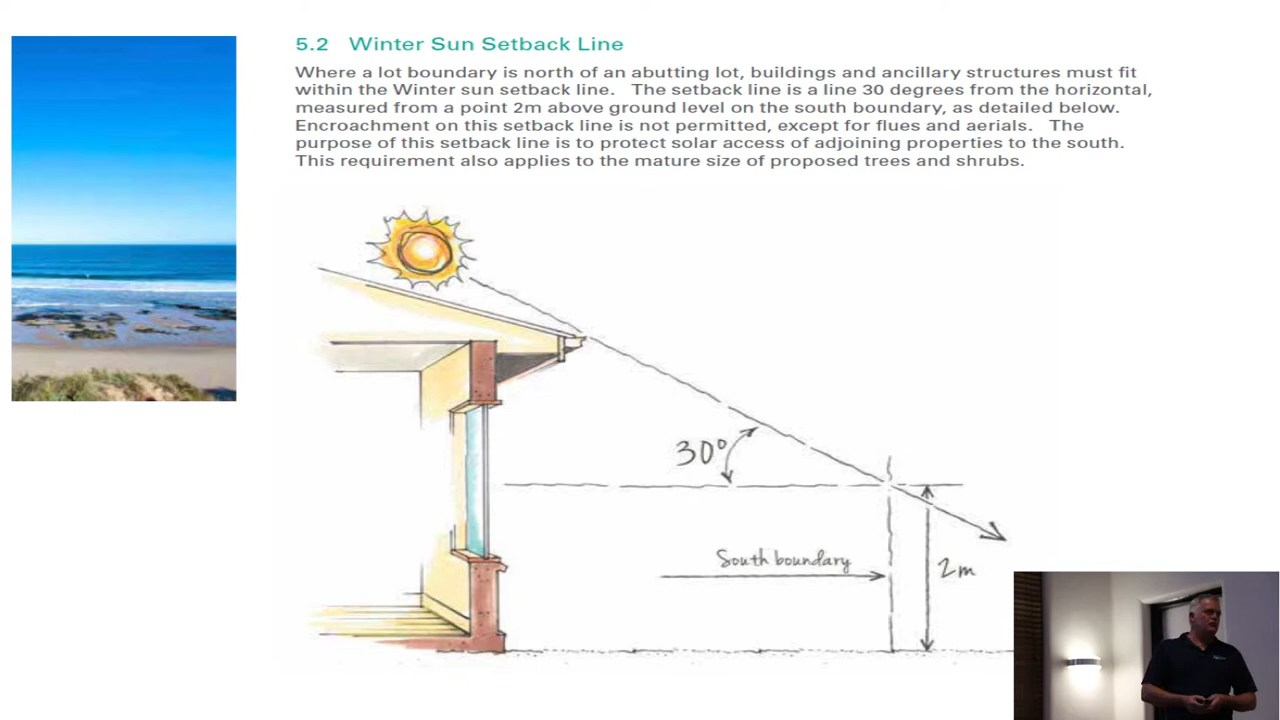 5.2 Winter Sun Setback Line
Where a lot boundary is north of an abutting lot, buildings and ancillary structures must fit
within the Winter sun setback line. The setback line is a line 30 degrees from the horizontal,
measured from a point 2m above ground level on the south boundary, as detailed below.
Encroachment on this setback line is not permitted, except for flues and aerials. The
purpose of this setback line is to protect solar access of adjoining properties to the south.
This requirement also applies to the mature size of proposed trees and shrubs.
30°
South boundary
2m